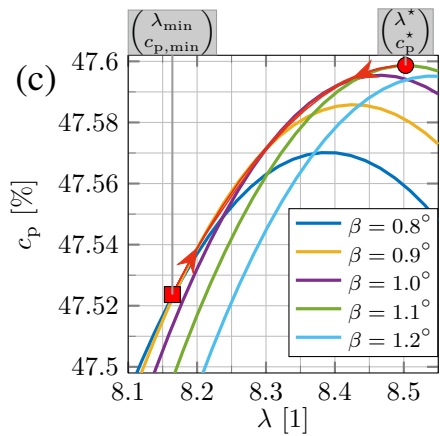 λmin
cp,min
λ⋆
cp⋆
(c)
47.6
47.58
47.56
47.54
47.52
47.5
cp [%]
8.1 8.2 8.3 8.4 8.5
λ [1]
β = 0.8°
β = 0.9°
β = 1.0°
β = 1.1°
β = 1.2°